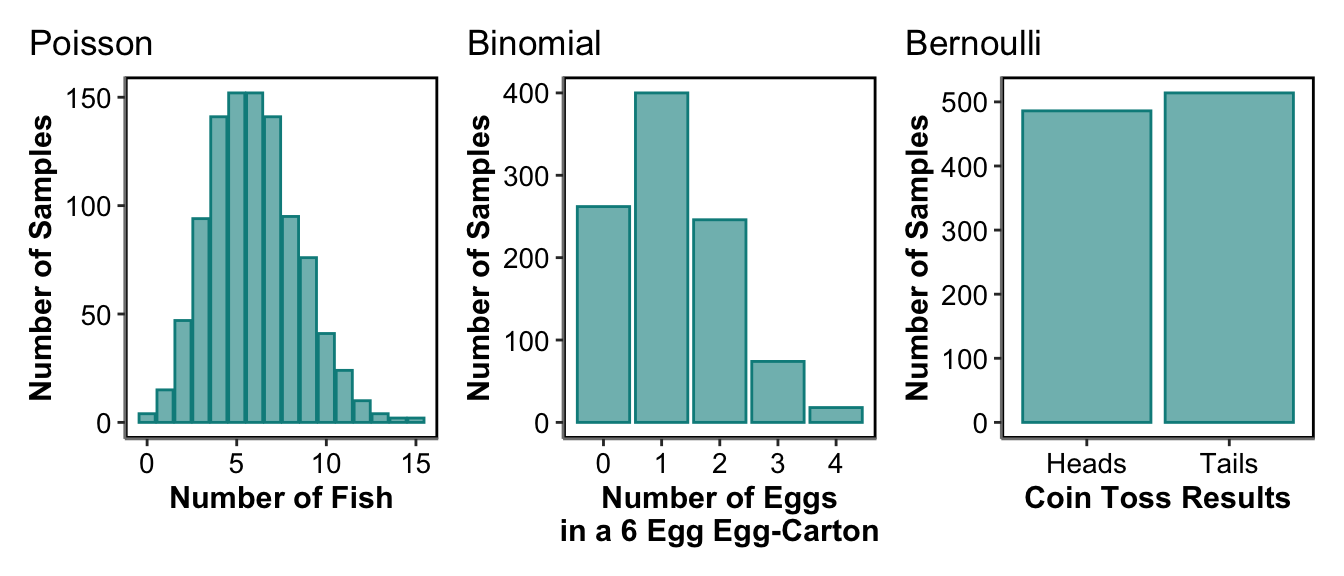 Poisson
Number of Samples
150
100
50
0
0 5 10 15
Number of Fish
Binomial
Number of Samples
400
300
200
100
0
0 1 2 3 4
Number of Eggs
in a 6 Egg Egg-Carton
Bernoulli
Number of Samples
500
400
300
200
100
0
Heads Tails
Coin Toss Results